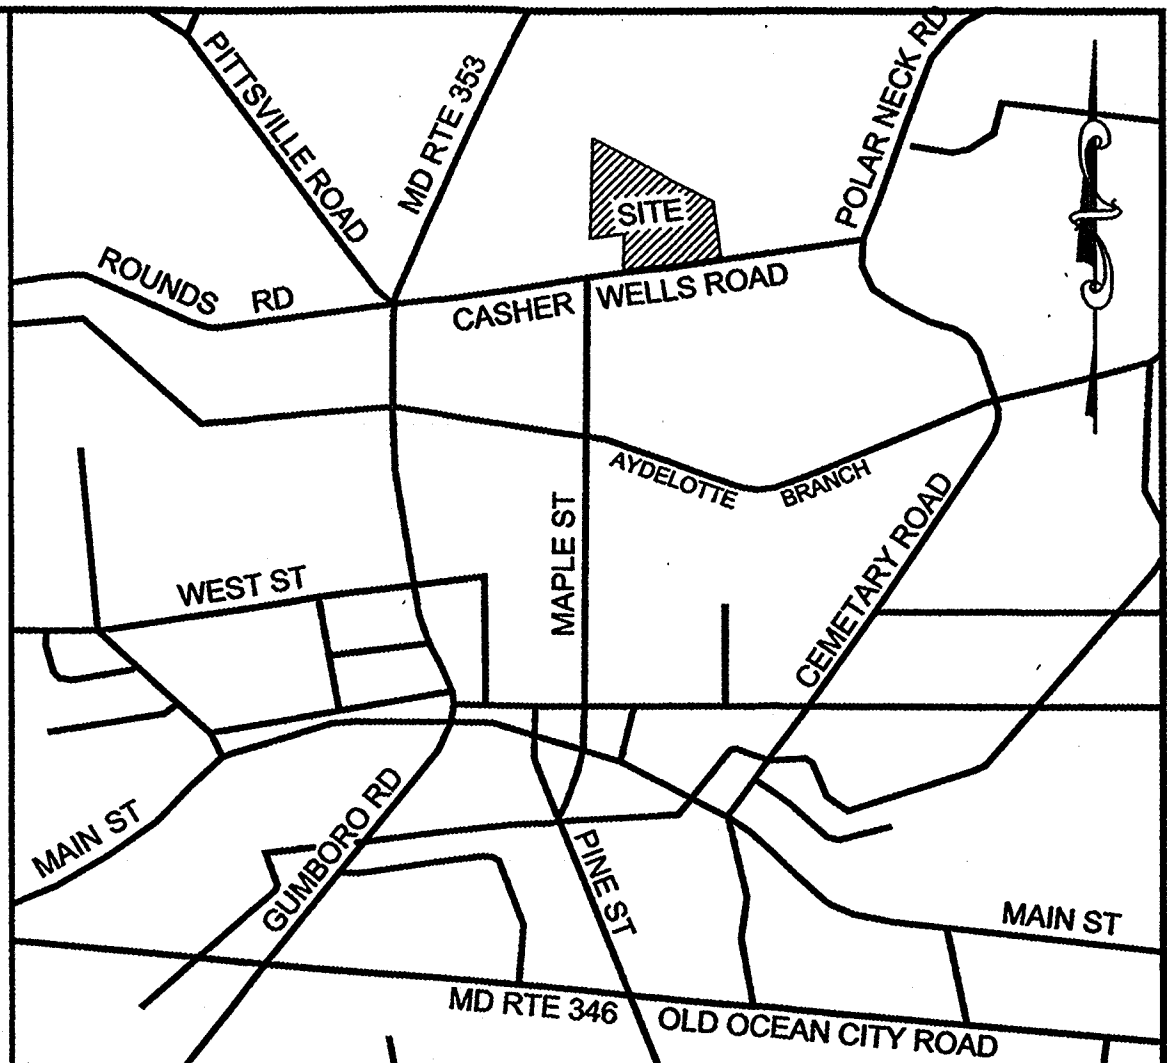 PITTSVILLE ROAD
MD RTE 353
POLAR NECK RD
SITE
ROUNDS RD
CASHER WELLS ROAD
AYDELOTTE BRANCH
MAPLE ST
CEMETARY ROAD
WEST ST
MAIN ST
GUMBORO RD
PINE ST
MAIN ST
MD RTE 346 OLD OCEAN CITY ROAD